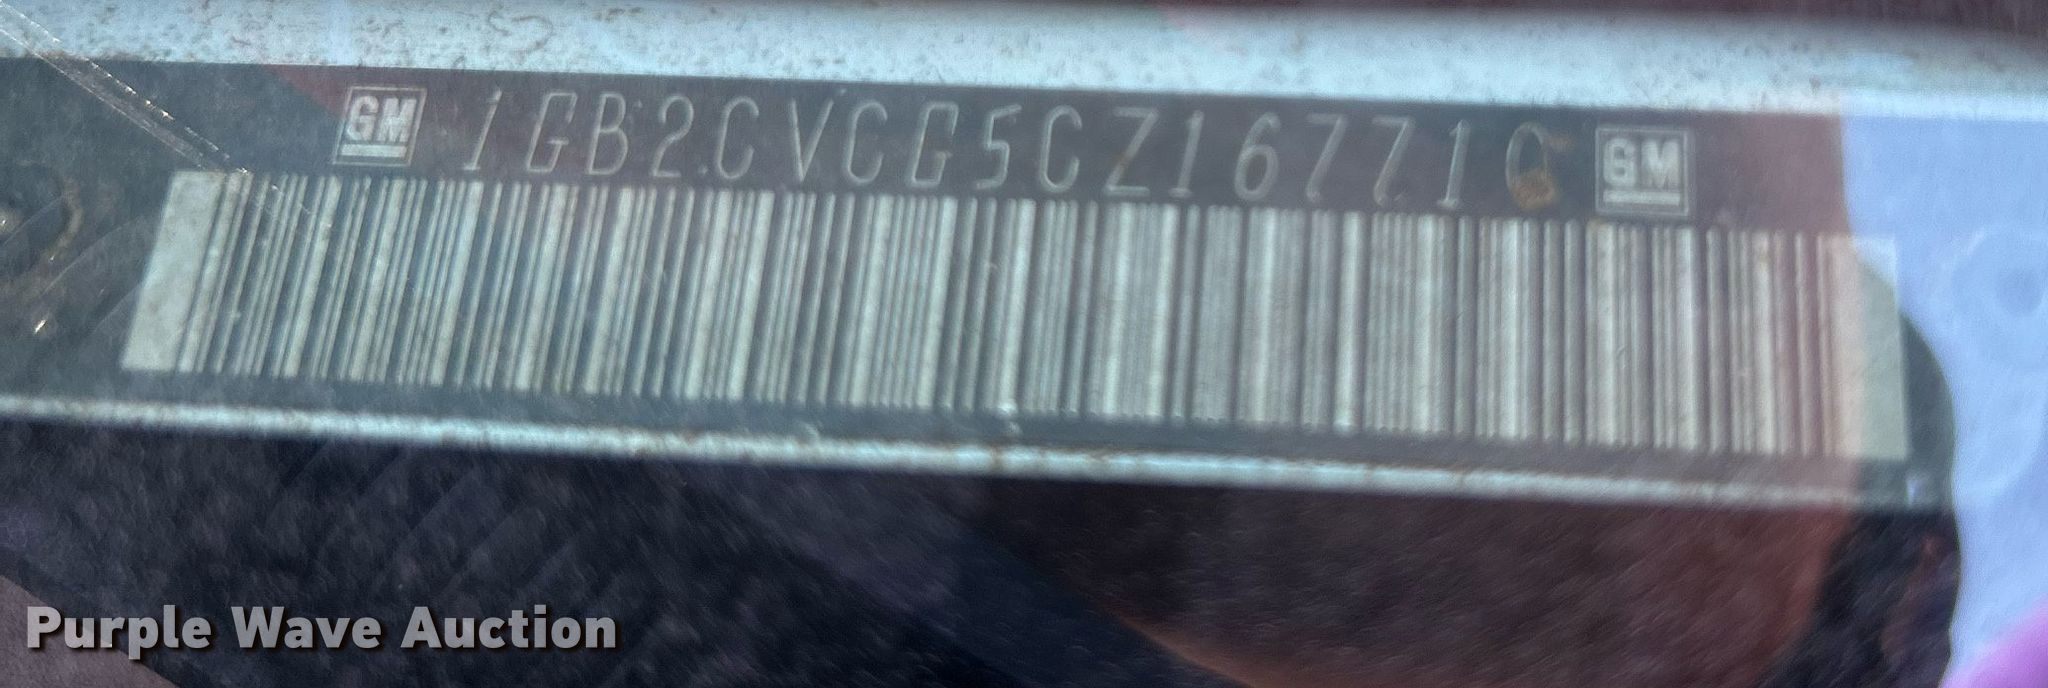 GM 1GB2CVCG5CZ167710 GM
Purple Wave Auction